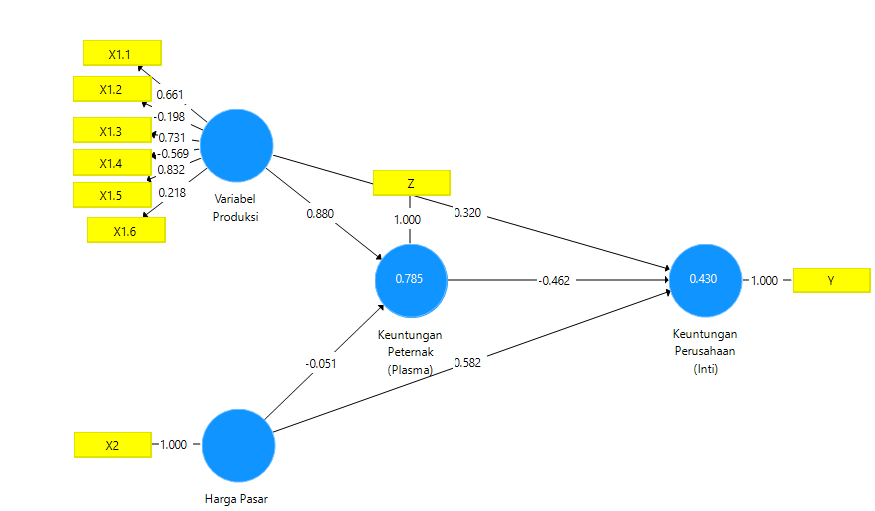 X1.1
X1.2
X1.3
X1.4
X1.5
X1.6
0.661
-0.198
0.731
-0.569
0.832
0.218
Variabel
Produksi
Z
1.000
0.880
0.320
0.785
-0.462
0.430
1.000
Y
Keuntungan
Peternak
(Plasma)
Keuntungan
Perusahaan
(Inti)
-0.051
0.582
X2
1.000
Harga Pasar